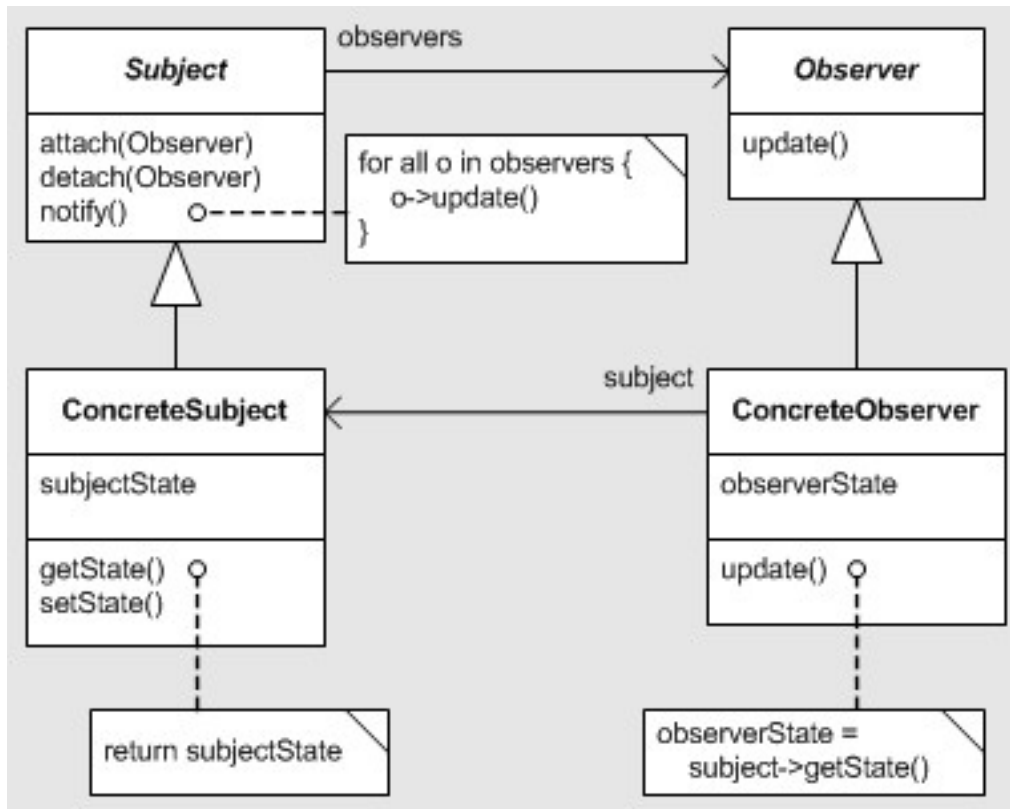 Subject
attach(Observer)
detach(Observer)
notify()
observers
for all o in observers {
o->update()
}
Observer
update()
ConcreteSubject
subjectState
getState()
setState()
return subjectState
subject
ConcreteObserver
observerState
update()
observerState =
subject->getState()